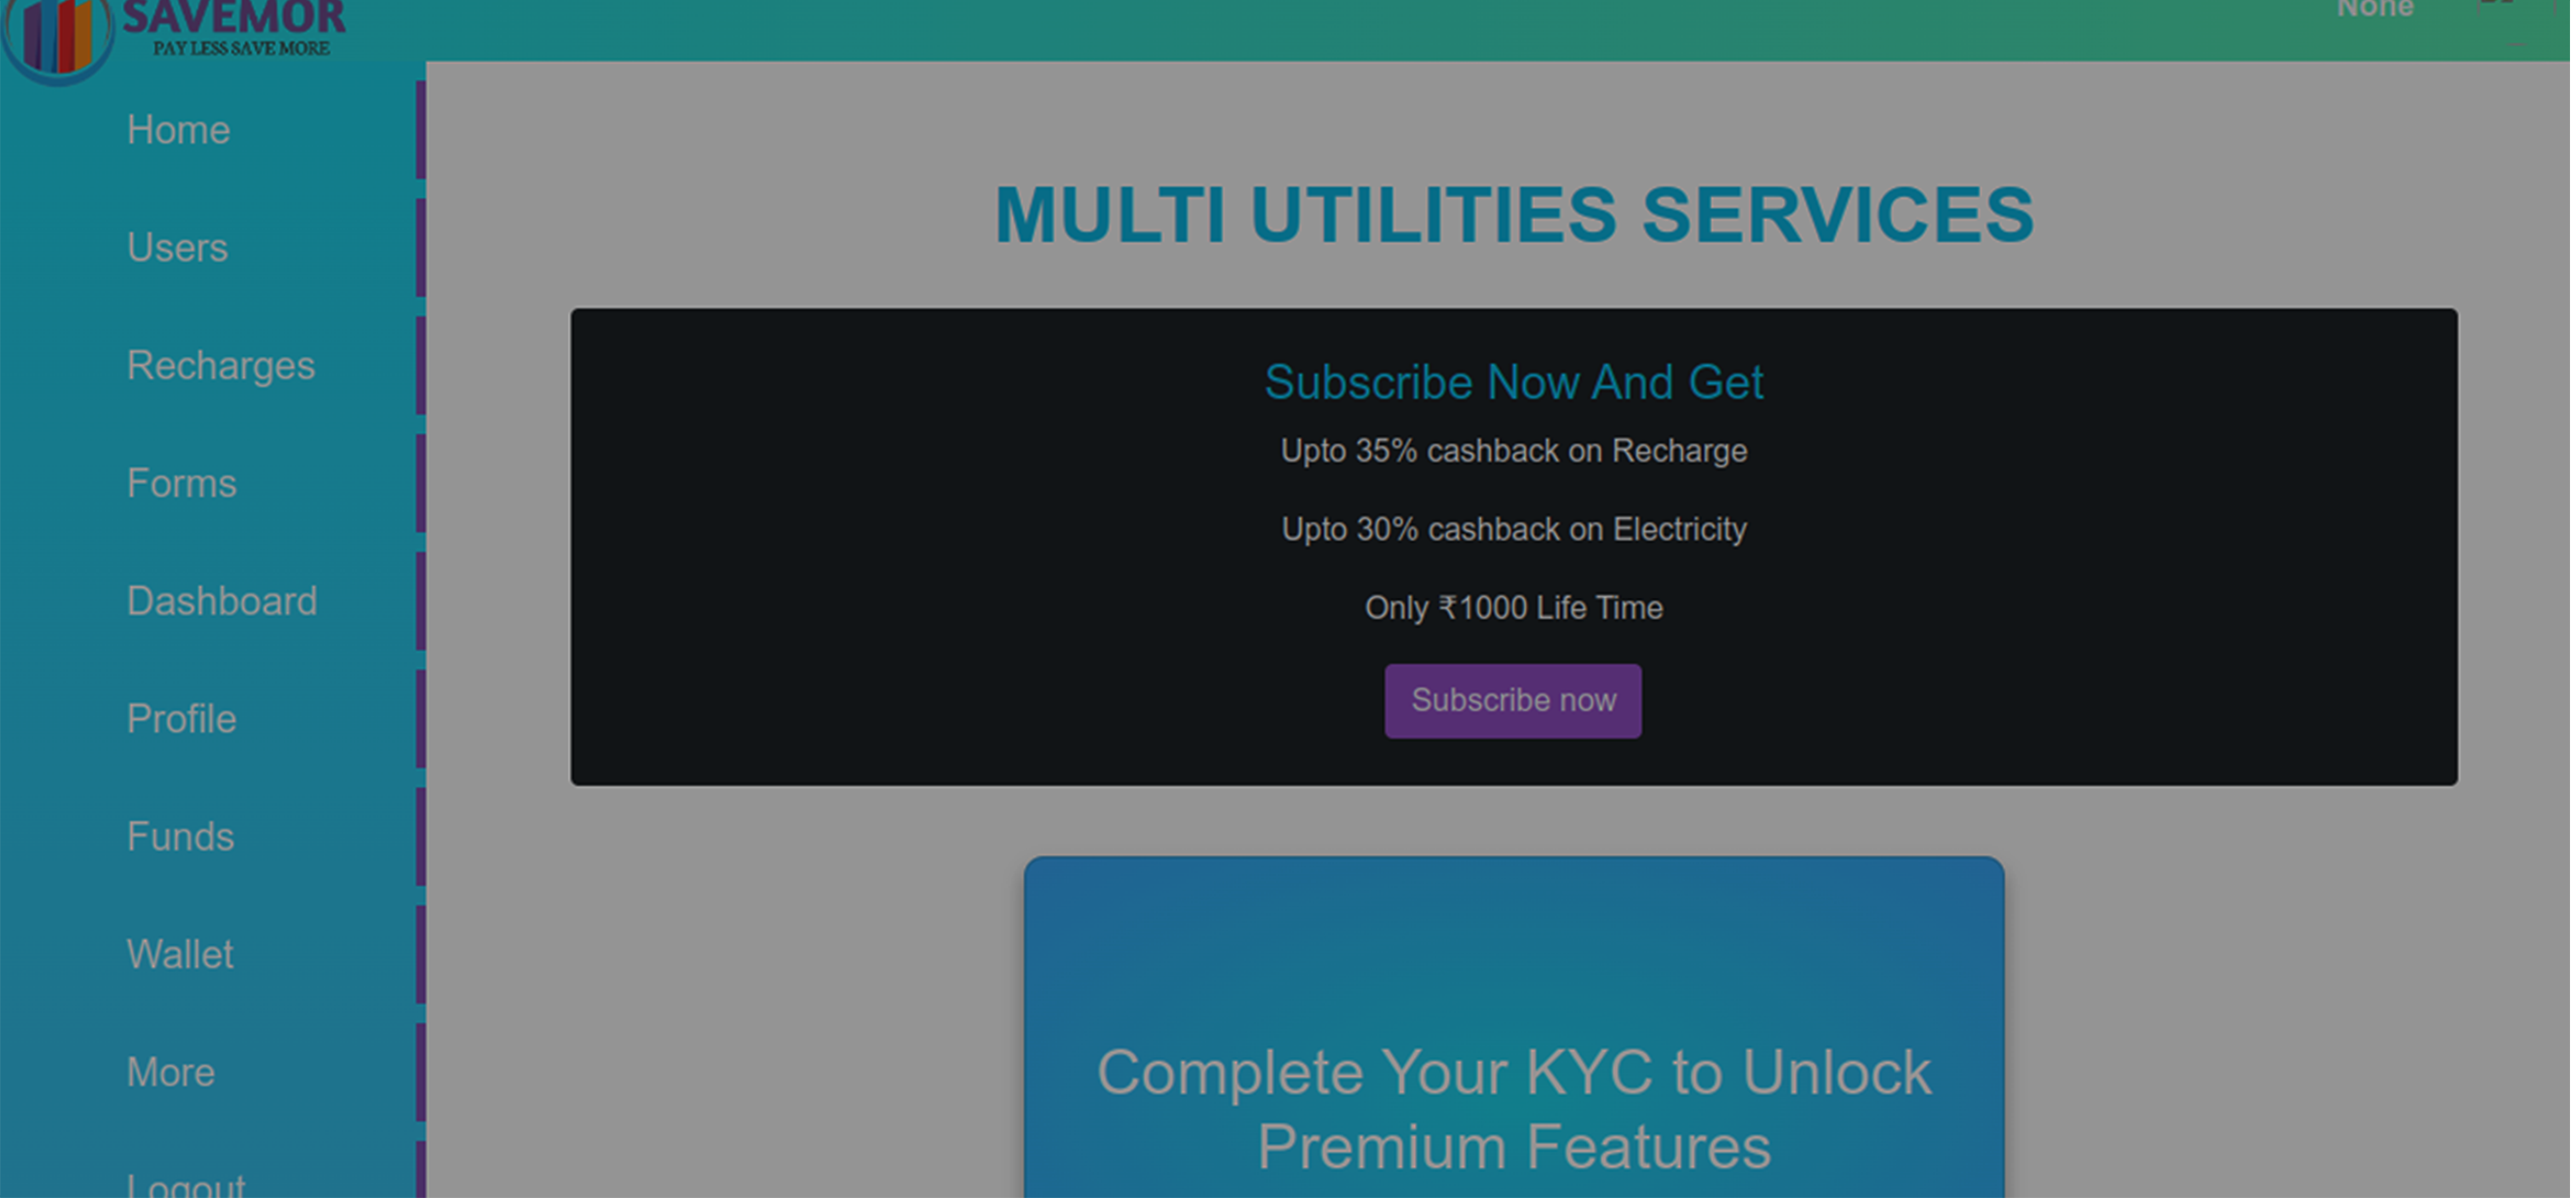 SAVEMOR
PAY LESS SAVE MORE
None
Home
Users
Recharges
Forms
Dashboard
Profile
Funds
Wallet
More
Logout
MULTI UTILITIES SERVICES
Subscribe Now And Get
Upto 35% cashback on Recharge
Upto 30% cashback on Electricity
Only ₹1000 Life Time
Subscribe now
Complete Your KYC to Unlock
Premium Features